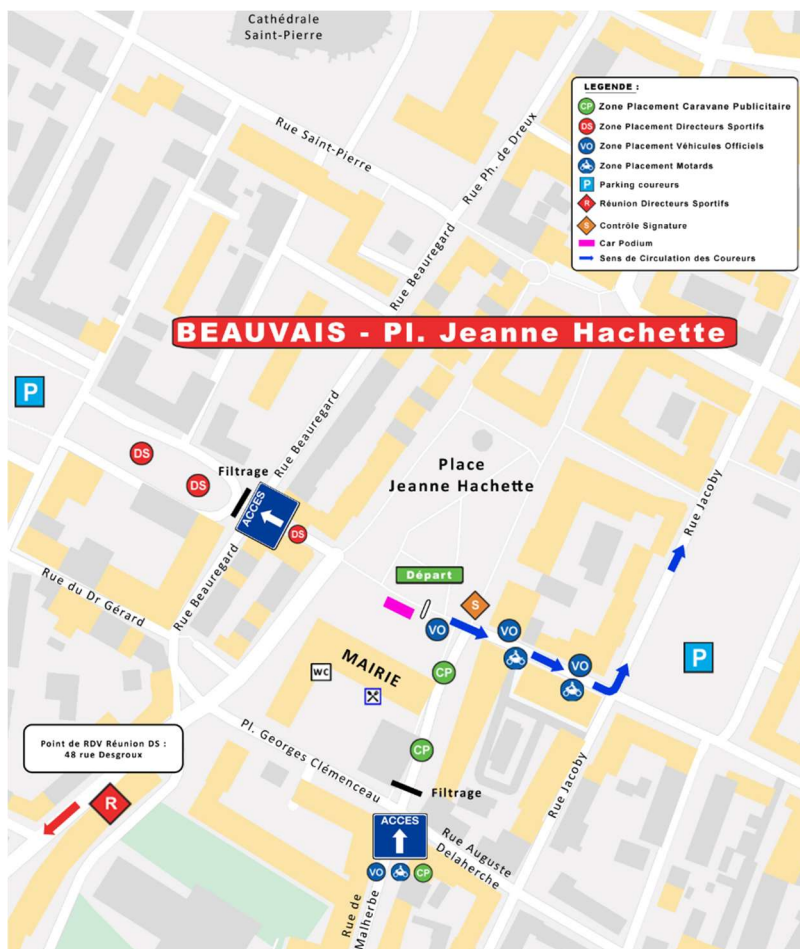 Cathédrale
Saint-Pierre
LEGENDE :
CP Zone Placement Caravane Publicitaire
DS Zone Placement Directeurs Sportifs
VO Zone Placement Véhicules Officiels
Zone Placement Motards
P Parking coureurs
R Réunion Directeurs Sportifs
S Contrôle Signature
Car Podium
Sens de Circulation des Coureurs
Rue Saint-Pierre
Rue Ph. de Dreux
Rue Beauregard
BEAUVAIS - Pl. Jeanne Hachette
P
Rue Beauregard
DS
DS
Filtrage
ACCES
DS
Place
Jeanne Hachette
Rue Jacoby
Rue Beauregard
Rue du Dr Gérard
Départ
S
VO
VO
VO
P
MAIRIE
WC
CP
Pl. Georges Clémenceau
CP
Point de RDV Réunion DS :
48 rue Desgroux
R
Filtrage
Rue Jacoby
ACCES
VO
CP
Rue Auguste
Delaherche
Rue de
Malherbe